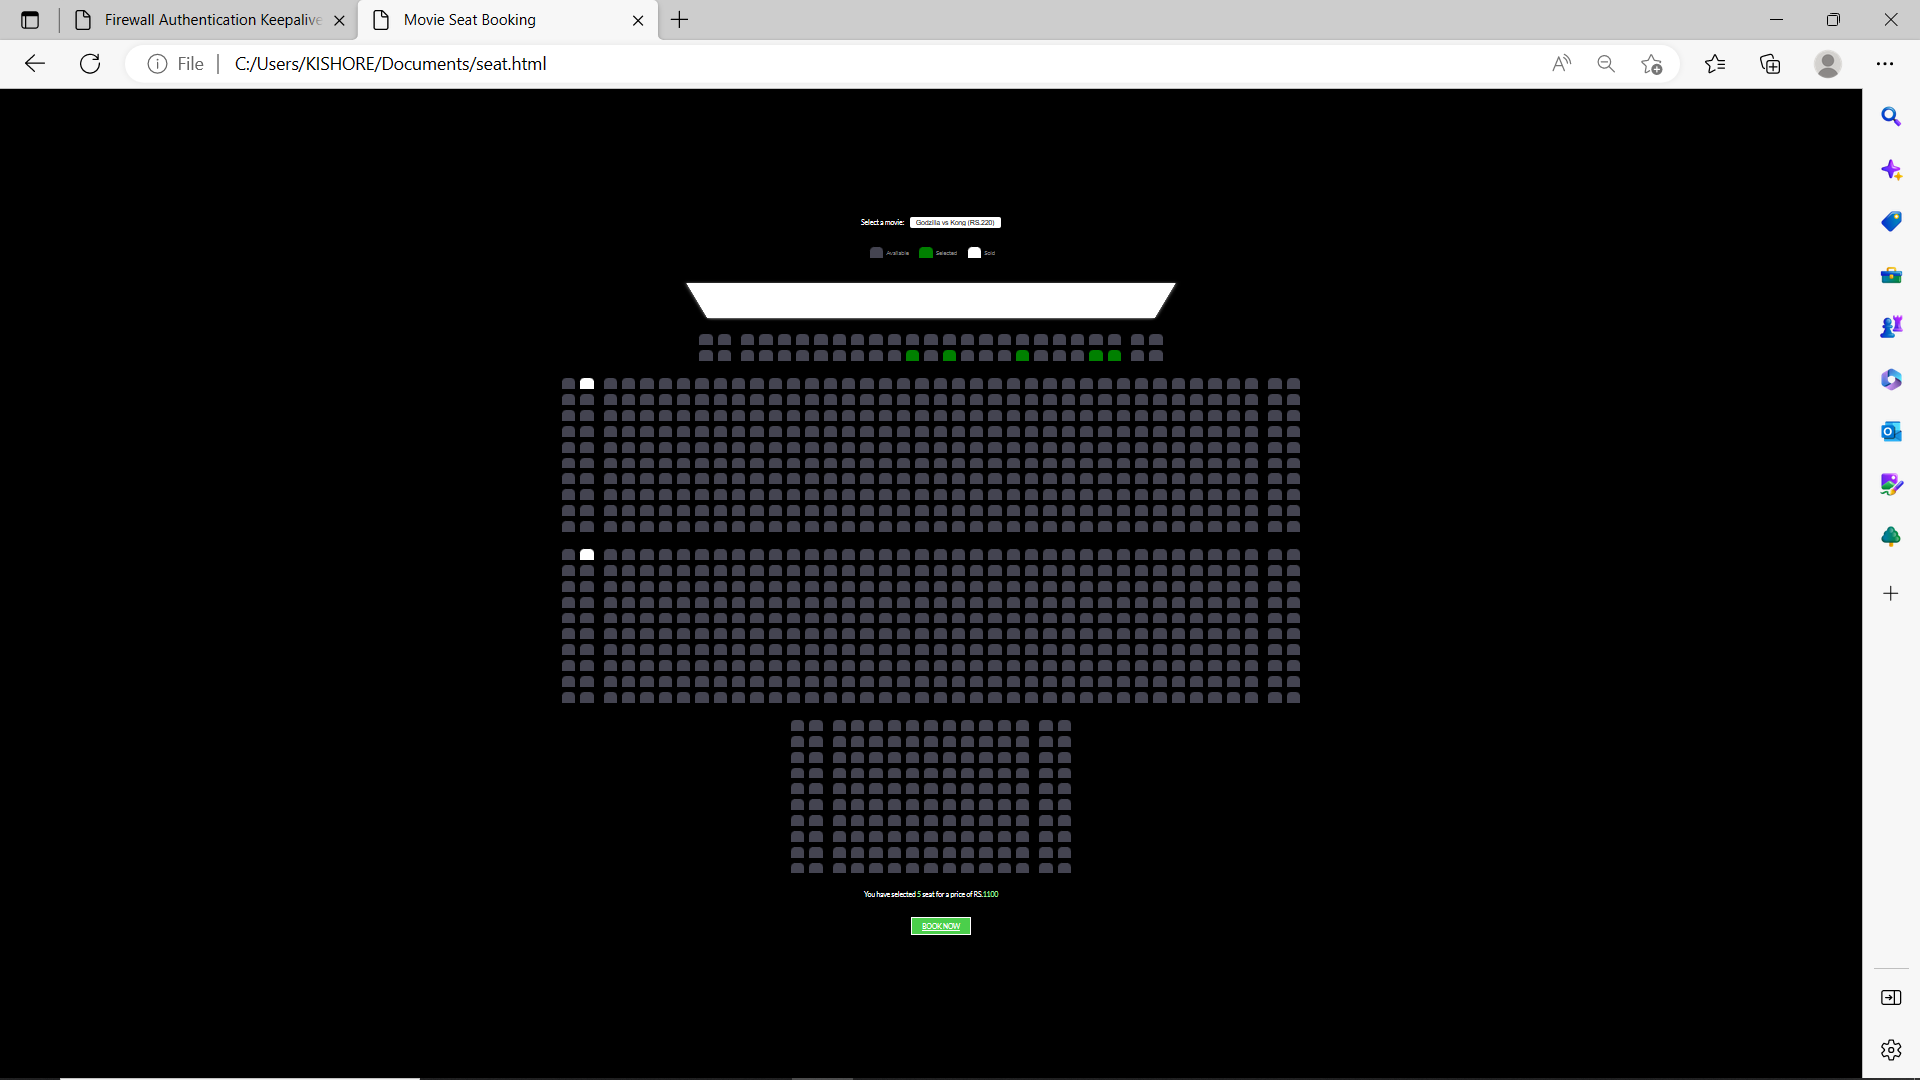 Firewall Authentication Keepalive
Movie Seat Booking
File
C:/Users/KISHORE/Documents/seat.html
Select a movie:
Godzilla vs Kong (RS.220)
Available
Selected
Sold
You have selected 5 seat for a price of RS.1100
BOOK NOW